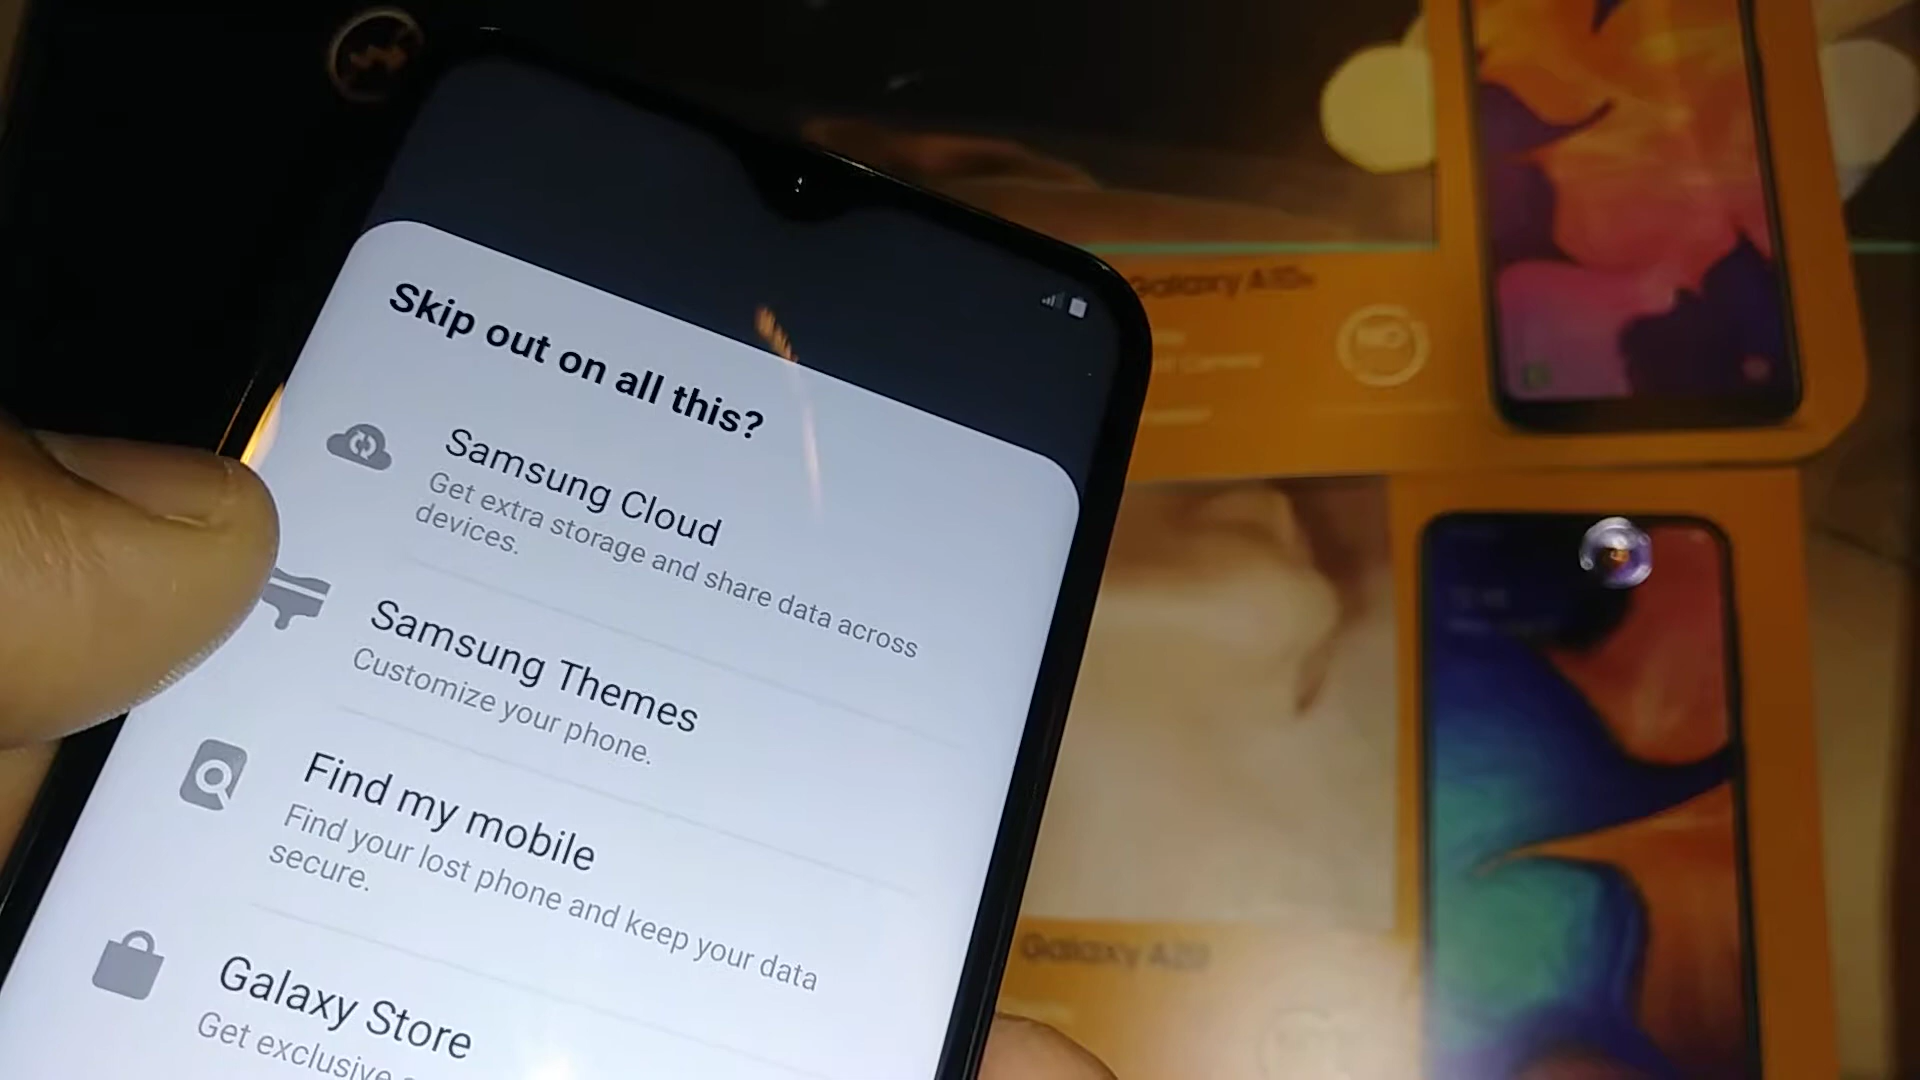 Skip out on all this?
Samsung Cloud
Get extra storage and share data across
devices.
Samsung Themes
Customize your phone.
Find my mobile
Find your lost phone and keep your data
secure.
Galaxy Store
Get exclusive
Galaxy
Galaxy